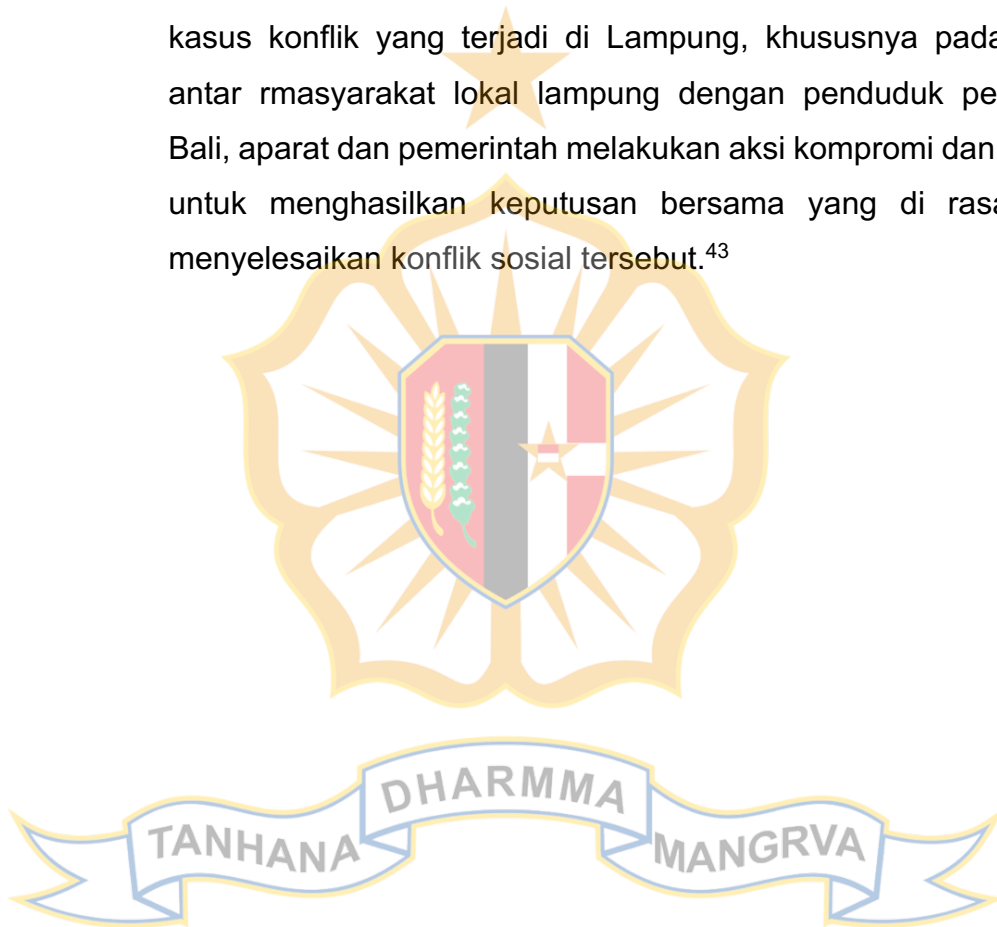 kasus konflik yang terjadi di Lampung, khususnya pada
antar rmasyarakat lokal lampung dengan penduduk pe
Bali, aparat dan pemerintah melakukan aksi kompromi dan
untuk menghasilkan keputusan bersama yang di rasa
menyelesaikan konflik sosial tersebut.43
TANHANA DHARMMA MANGRVA